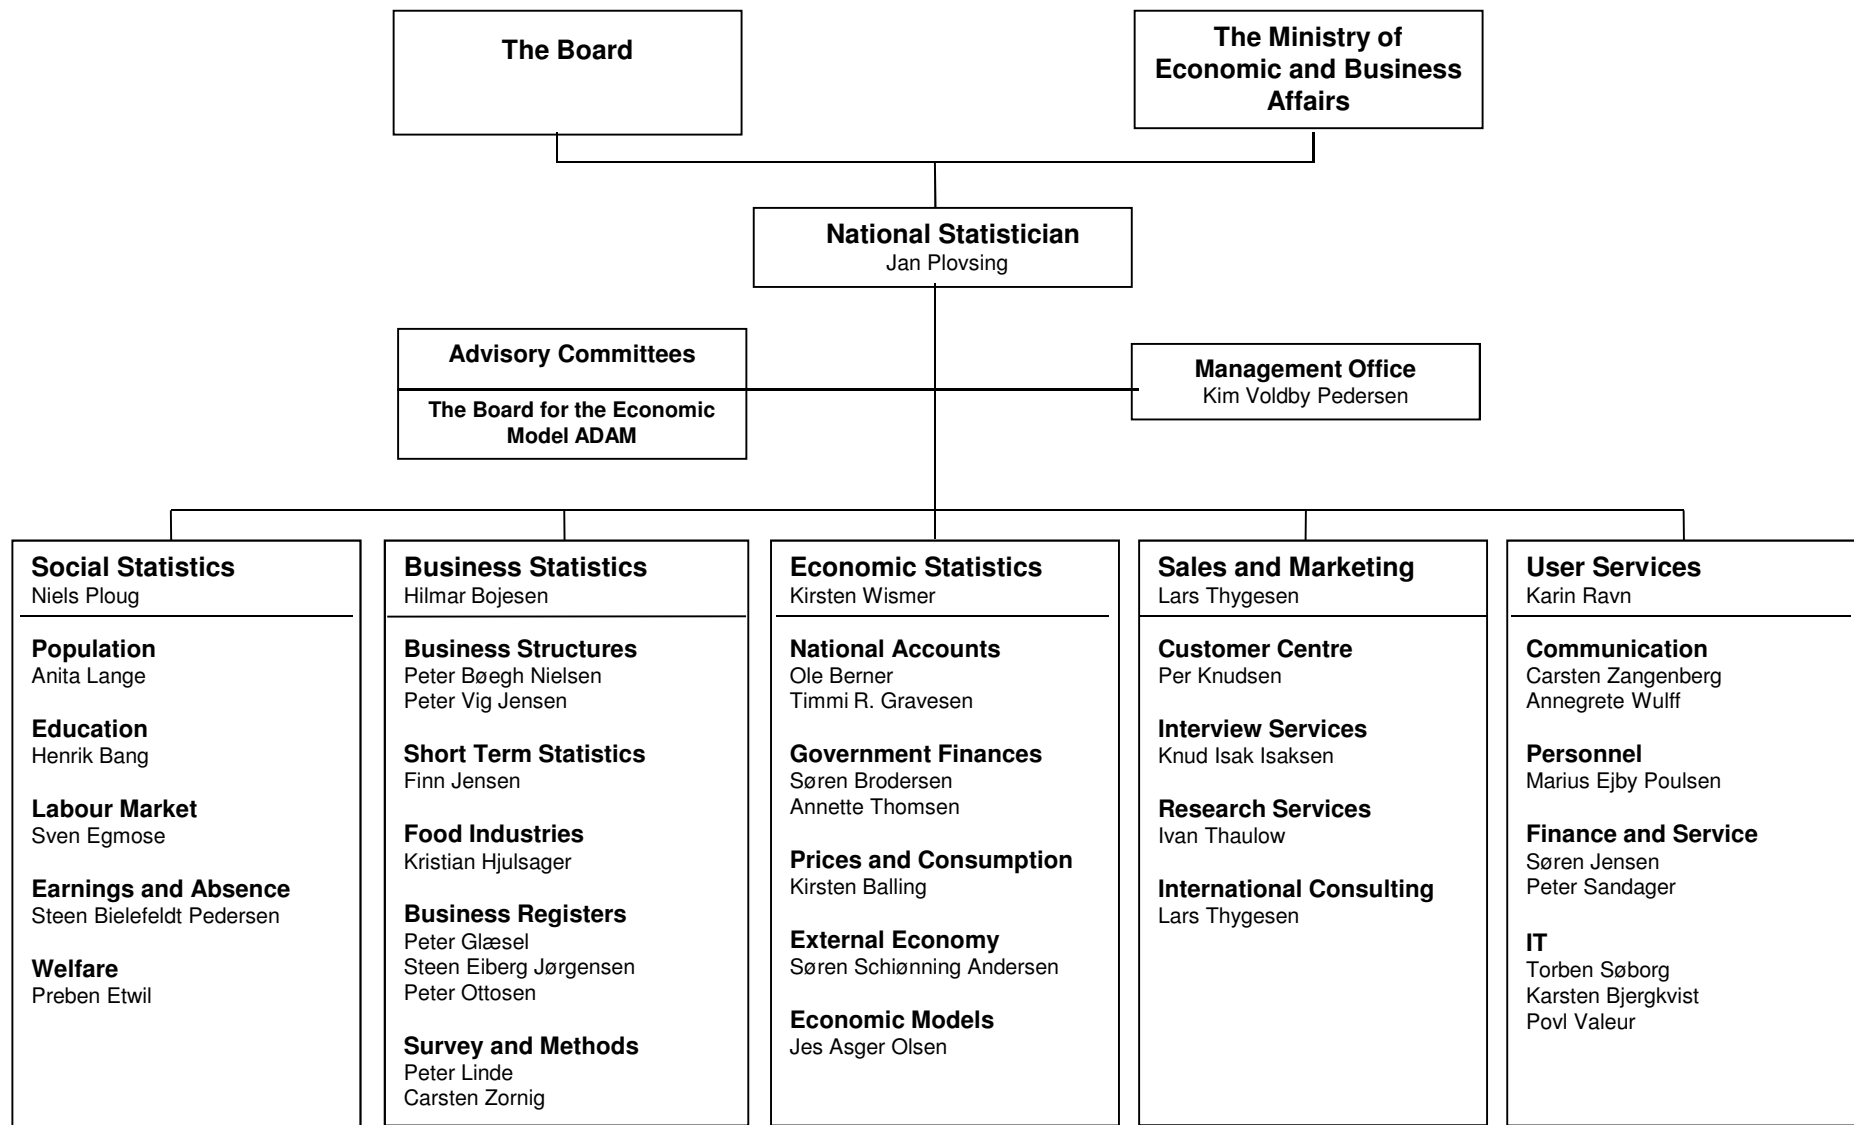 The Board
The Ministry of
Economic and Business
Affairs
National Statistician
Jan Plovsing
Advisory Committees
The Board for the Economic
Model ADAM
Management Office
Kim Voldby Pedersen
Social Statistics
Niels Ploug
Population
Anita Lange
Education
Henrik Bang
Labour Market
Sven Egmose
Earnings and Absence
Steen Bielefeldt Pedersen
Welfare
Preben Etwil
Business Statistics
Hilmar Bojesen
Business Structures
Peter Bøegh Nielsen
Peter Vig Jensen
Short Term Statistics
Finn Jensen
Food Industries
Kristian Hjulsager
Business Registers
Peter Glæsel
Steen Eiberg Jørgensen
Peter Ottosen
Survey and Methods
Peter Linde
Carsten Zornig
Economic Statistics
Kirsten Wismer
National Accounts
Ole Berner
Timmi R. Gravesen
Government Finances
Søren Brodersen
Annette Thomsen
Prices and Consumption
Kirsten Balling
External Economy
Søren Schiønning Andersen
Economic Models
Jes Asger Olsen
Sales and Marketing
Lars Thygesen
Customer Centre
Per Knudsen
Interview Services
Knud Isak Isaksen
Research Services
Ivan Thaulow
International Consulting
Lars Thygesen
User Services
Karin Ravn
Communication
Carsten Zangenberg
Annegrete Wulff
Personnel
Marius Ejby Poulsen
Finance and Service
Søren Jensen
Peter Sandager
IT
Torben Søborg
Karsten Bjergkvist
Povl Valeur